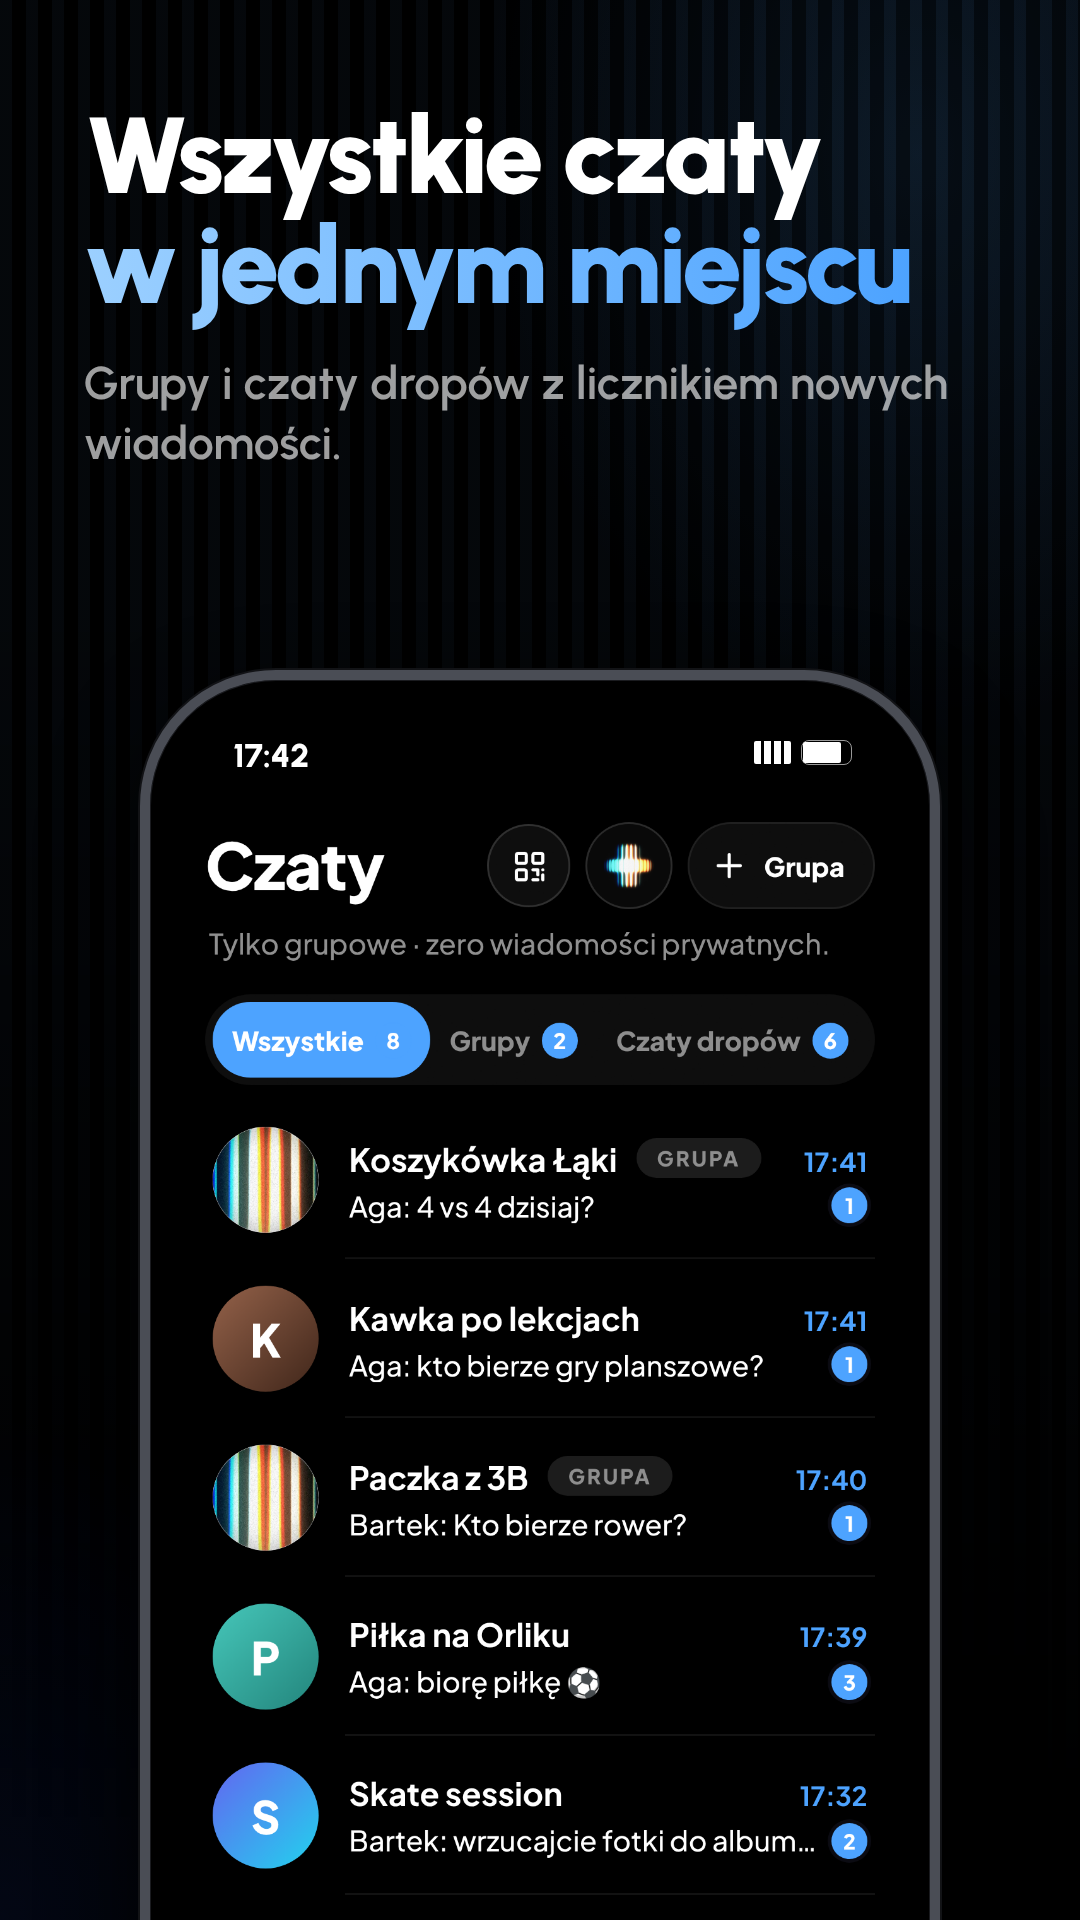 Wszystkie czaty
w jednym miejscu
Grupy i czaty dropów z licznikiem nowych
wiadomości.
17:42
Czaty
Grupa
Tylko grupowe · zero wiadomości prywatnych.
Wszystkie 8 Grupy 2 Czaty dropów 6
Koszykówka Łąki GRUPA 17:41
Aga: 4 vs 4 dzisiaj? 1
K
Kawka po lekcjach 17:41
Aga: kto bierze gry planszowe? 1
Paczka z 3B GRUPA 17:40
Bartek: Kto bierze rower? 1
P
Piłka na Orliku 17:39
Aga: biorę piłkę ⚽ 3
S
Skate session 17:32
Bartek: wrzucajcie fotki do album... 2